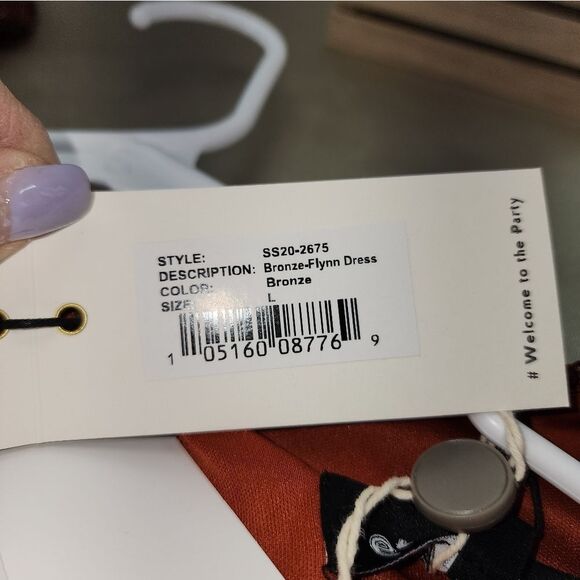 STYLE: SS20-2675
DESCRIPTION: Bronze-Flynn Dress
COLOR: Bronze
SIZE: L
1 05160 08776 9
# Welcome to the Party